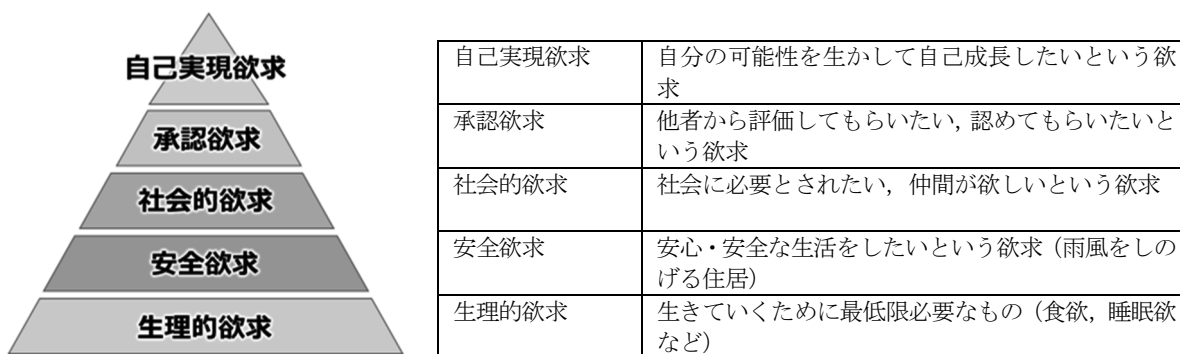 自己実現欲求
承認欲求
社会的欲求
安全欲求
生理的欲求
自己実現欲求 自分の可能性を生かして自己成長したいという欲
求
承認欲求 他者から評価してもらいたい，認めてもらいたいと
いう欲求
社会的欲求 社会に必要とされたい，仲間が欲しいという欲求
安全欲求 安心・安全な生活をしたいという欲求（雨風をしの
げる住居）
生理的欲求 生きていくために最低限必要なもの（食欲，睡眠欲
など）